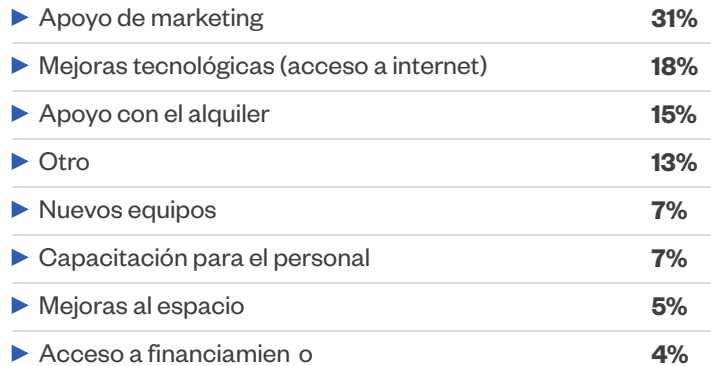 Apoyo de marketing 31%
Mejoras tecnológicas (acceso a internet) 18%
Apoyo con el alquiler 15%
Otro 13%
Nuevos equipos 7%
Capacitación para el personal 7%
Mejoras al espacio 5%
Acceso a financiamien o 4%